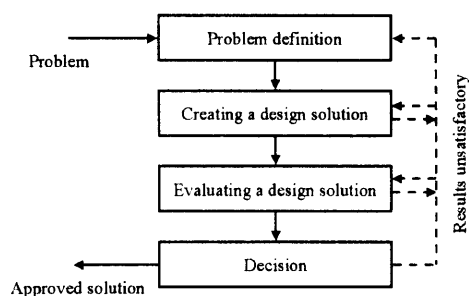 Problem definition
Problem
Creating a design solution
Evaluating a design solution
Results unsatisfactory
Decision
Approved solution